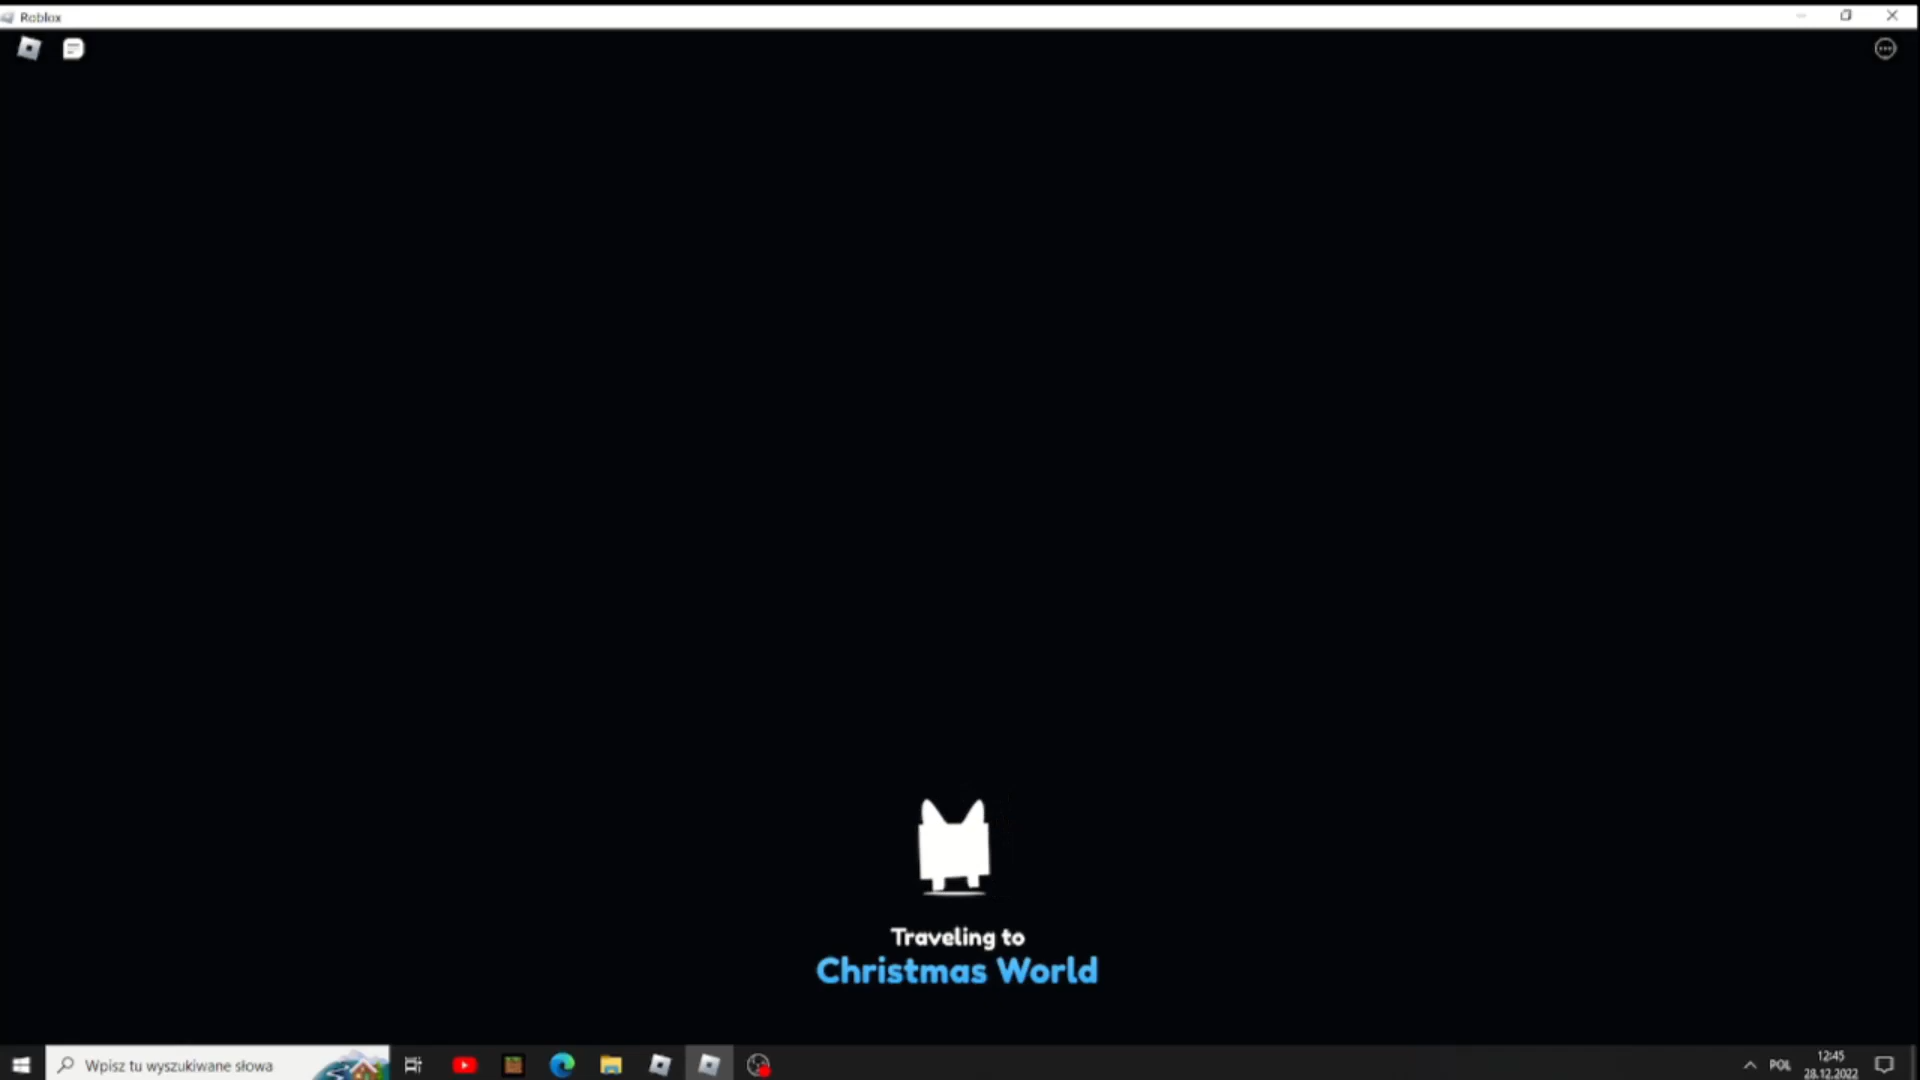 Roblox
Traveling to
Christmas World
Wpisz tu wyszukiwane słowa
POL
12:45
28.12.2022